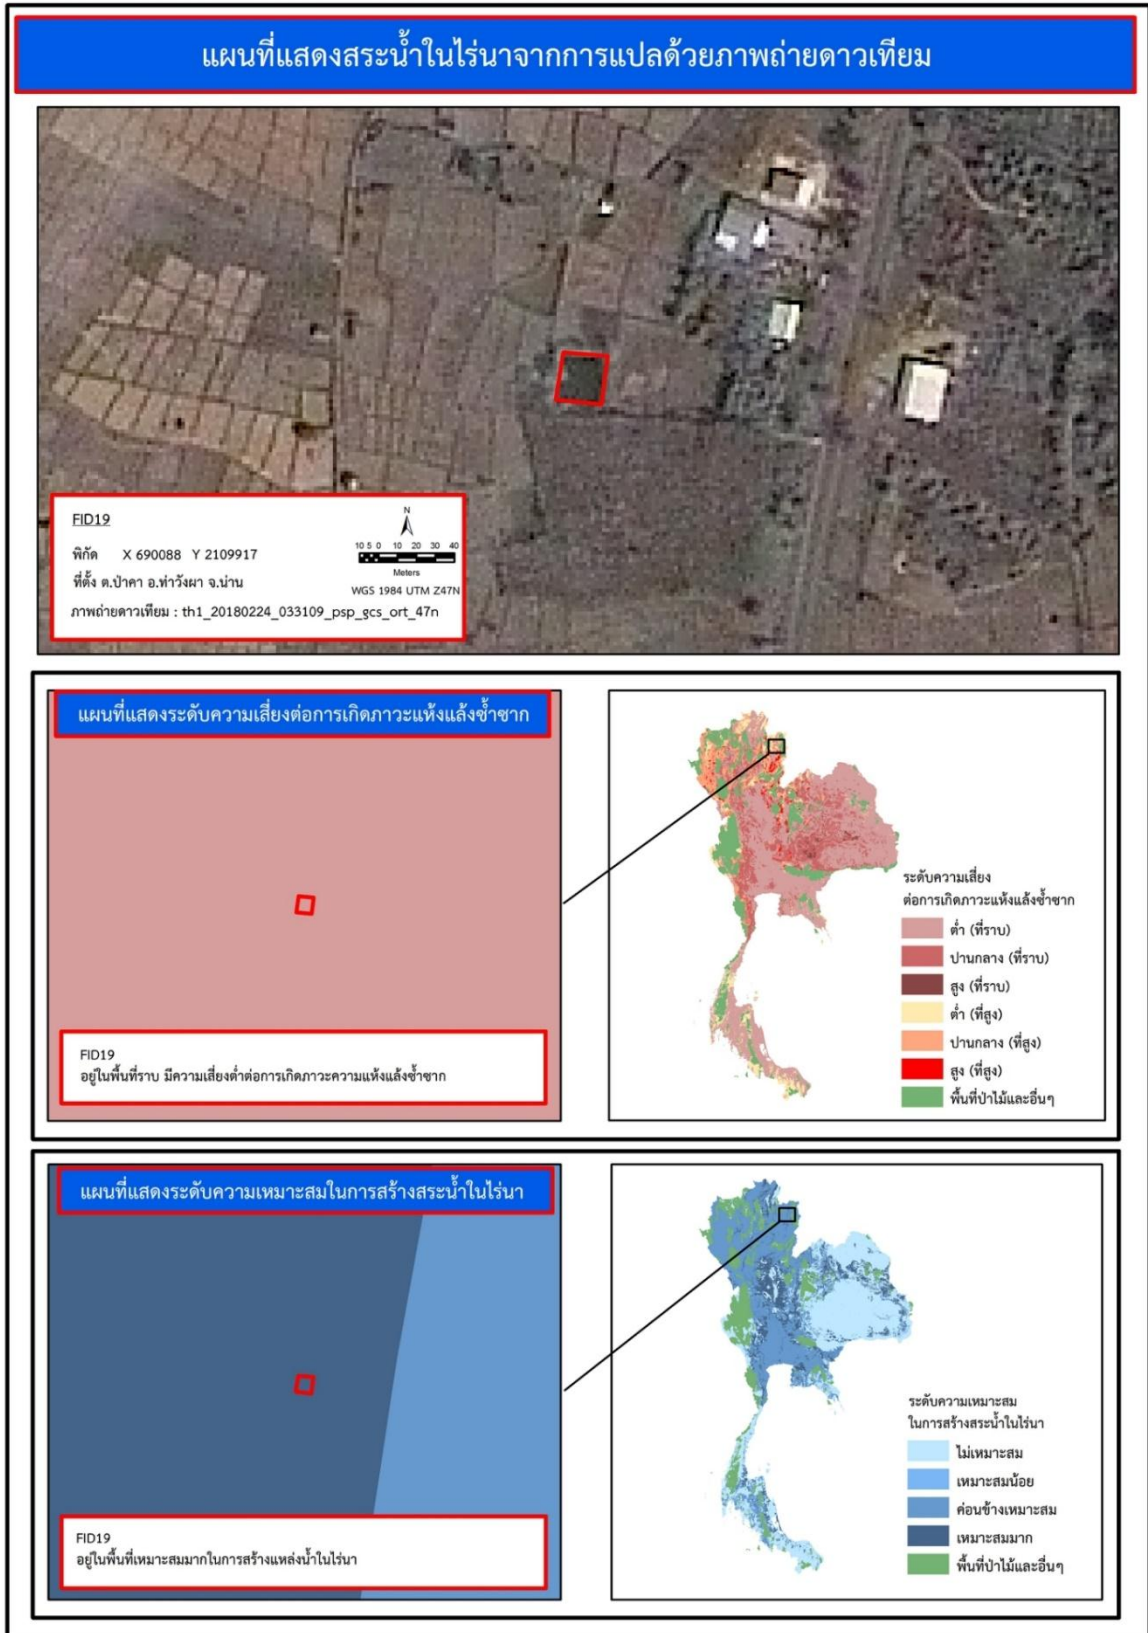 แผนที่แสดงสระน้ำในไร่นาจากการแปลด้วยภาพถ่ายดาวเทียม
FID19
พิกัด X 690088 Y 2109917
ที่ตั้ง ต.ป่าคา อ.ท่าวังผา จ.น่าน
ภาพถ่ายดาวเทียม : th1_20180224_033109_psp_gcs_ort_47n
N
10 5 0 10 20 30 40
Meters
WGS 1984 UTM Z47N
แผนที่แสดงระดับความเสี่ยงต่อการเกิดภาวะแห้งแล้งซ้ำซาก
FID19
อยู่ในพื้นที่ราบ มีความเสี่ยงต่ำต่อการเกิดภาวะความแห้งแล้งซ้ำซาก
ระดับความเสี่ยง
ต่อการเกิดภาวะแห้งแล้งซ้ำซาก
ต่ำ (ที่ราบ)
ปานกลาง (ที่ราบ)
สูง (ที่ราบ)
ต่ำ (ที่สูง)
ปานกลาง (ที่สูง)
สูง (ที่สูง)
พื้นที่ป่าไม้และอื่นๆ
แผนที่แสดงระดับความเหมาะสมในการสร้างสระน้ำในไร่นา
FID19
อยู่ในพื้นที่เหมาะสมมากในการสร้างแหล่งน้ำในไร่นา
ระดับความเหมาะสม
ในการสร้างสระน้ำในไร่นา
ไม่เหมาะสม
เหมาะสมน้อย
ค่อนข้างเหมาะสม
เหมาะสมมาก
พื้นที่ป่าไม้และอื่นๆ